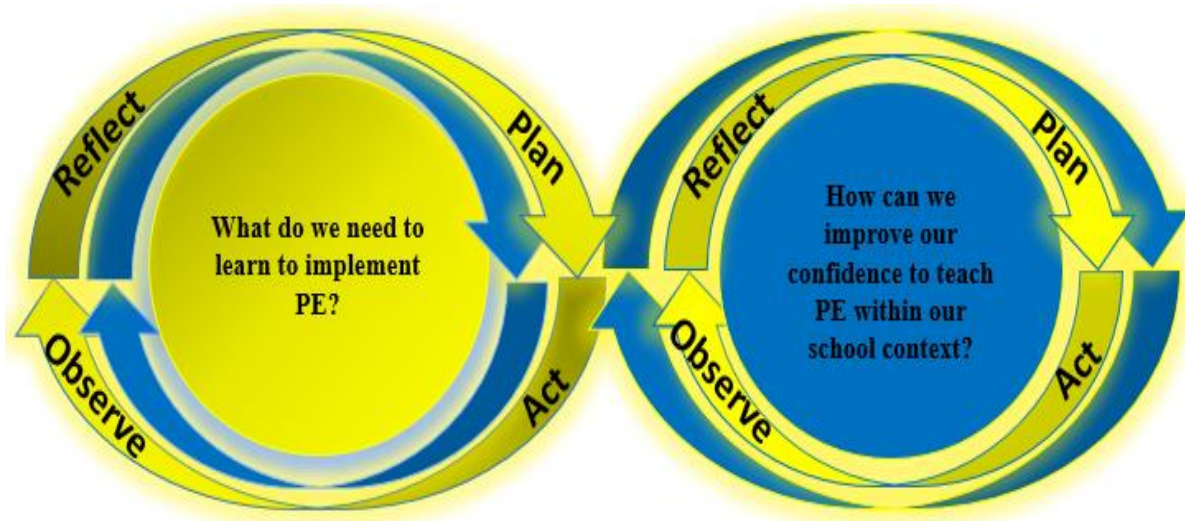 Reflect
Plan
What do we need to
learn to implement
PE?
Observe
Act
Reflect
Plan
How can we
improve our
confidence to teach
PE within our
school context?
Observe
Act